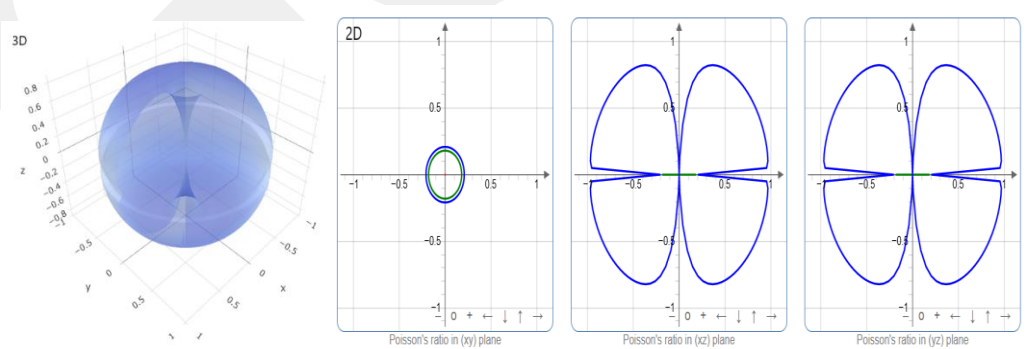 3D
0.8
0.6
0.4
0.2
0
−0.2
−0.4
−0.6
−0.8
−1
z
−0.5
0
0.5
1
y
−1
−0.5
0
0.5
1
x
2D
1
0.5
−1 −0.5 0.5 1
−0.5
−1
− o + ← ↓ ↑ →
Poisson's ratio in (xy) plane
1
0.5
−1 −0.5 0.5 1
−0.5
−1
− o + ← ↓ ↑ →
Poisson's ratio in (xz) plane
1
0.5
−1 −0.5 0.5 1
−0.5
−1
− o + ← ↓ ↑ →
Poisson's ratio in (yz) plane